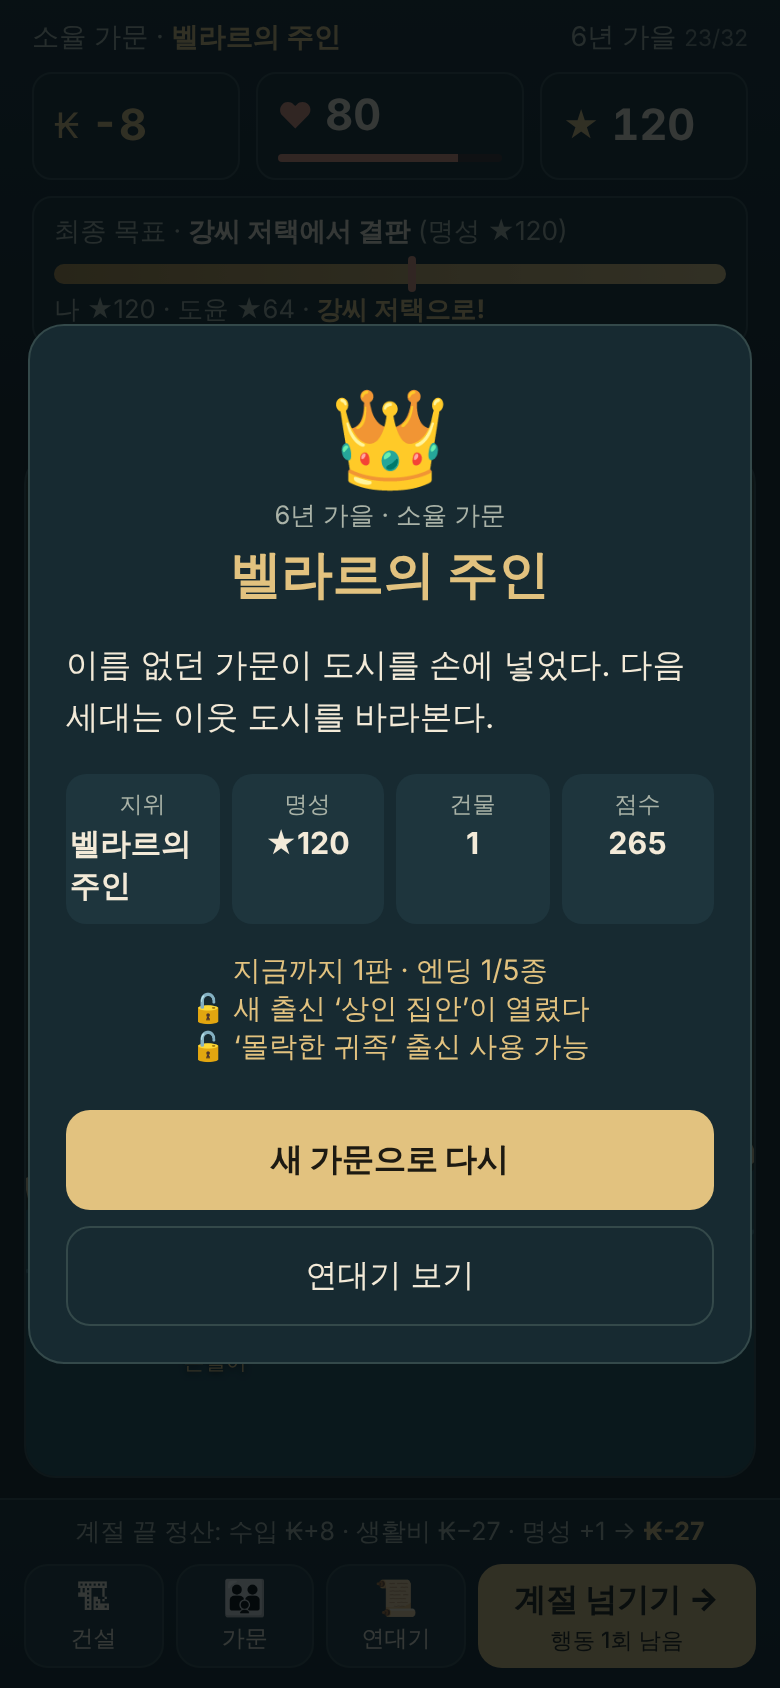 소율 가문 · 벨라르의 주인
6년 가을 23/32
₭ -8
80
★ 120
최종 목표 · 강씨 저택에서 결판 (명성 ★120)
나 ★120 · 도윤 ★64 · 강씨 저택으로!
6년 가을 · 소율 가문
벨라르의 주인
이름 없던 가문이 도시를 손에 넣었다. 다음
세대는 이웃 도시를 바라본다.
지위
벨라르의
주인
명성
★120
건물
1
점수
265
지금까지 1판 · 엔딩 1/5종
🔓 새 출신 ‘상인 집안’이 열렸다
🔓 ‘몰락한 귀족’ 출신 사용 가능
새 가문으로 다시
연대기 보기
계절 끝 정산: 수입 ₭+8 · 생활비 ₭−27 · 명성 +1 → ₭-27
건설
가문
연대기
계절 넘기기 →
행동 1회 남음